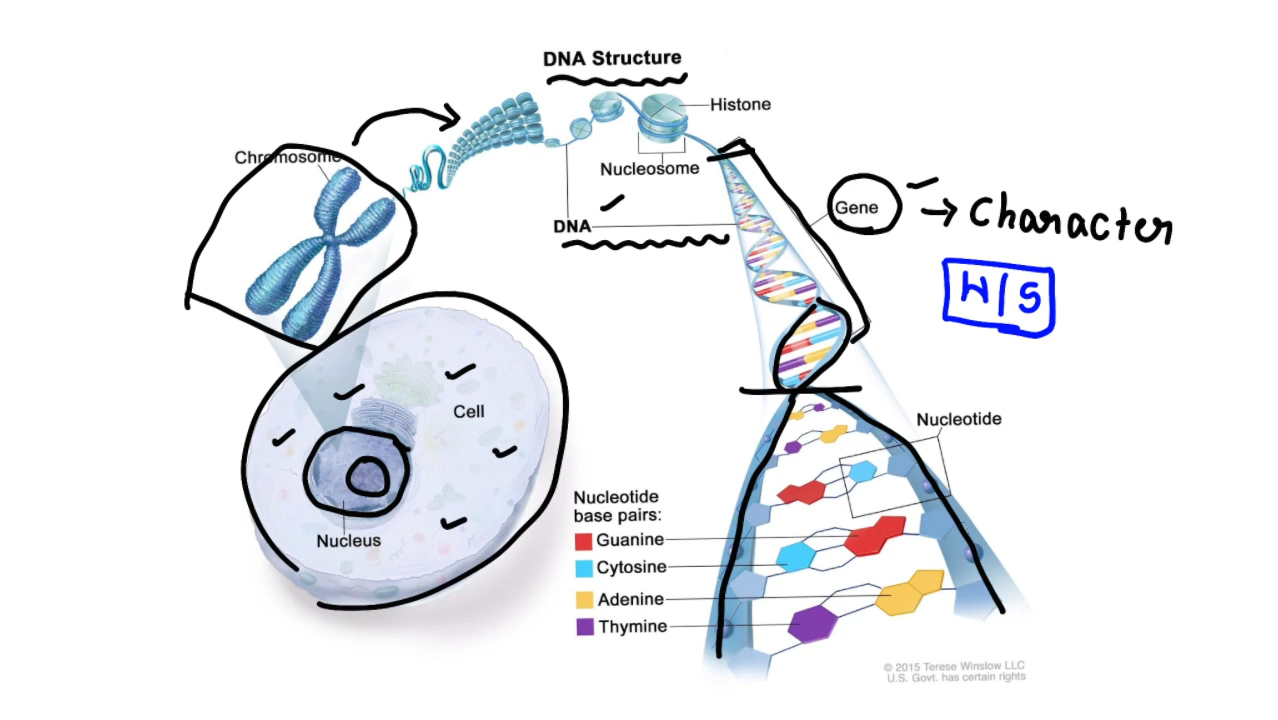 DNA Structure
Histone
Chromosome
Nucleosome
Gene
→ Character
DNA
H/S
Cell
Nucleotide
Nucleus
Nucleotide
base pairs:
Guanine
Cytosine
Adenine
Thymine
© 2015 Terese Winslow LLC
U.S. Govt. has certain rights